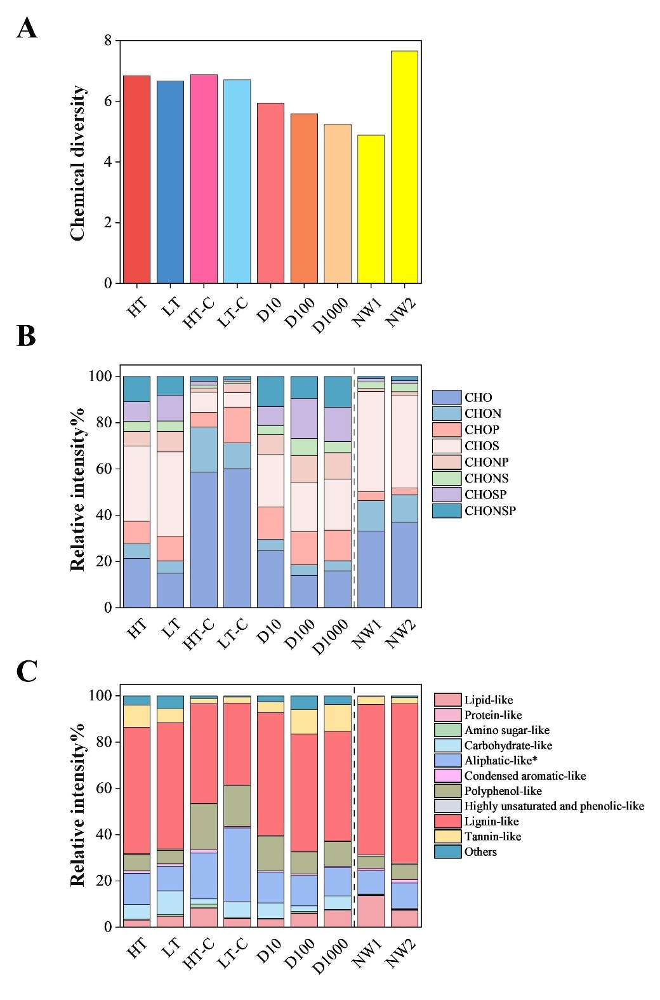 A
Chemical diversity
8
6
4
2
0
HT LT HT-C LT-C D10 D100 D1000 NW1 NW2
B
Relative intensity%
100
80
60
40
20
0
HT LT HT-C LT-C D10 D100 D1000 NW1 NW2
CHO
CHON
CHOP
CHOS
CHONP
CHONS
CHOSP
CHONSP
C
Relative intensity%
100
80
60
40
20
0
HT LT HT-C LT-C D10 D100 D1000 NW1 NW2
Lipid-like
Protein-like
Amino sugar-like
Carbohydrate-like
Aliphatic-like*
Condensed aromatic-like
Polyphenol-like
Highly unsaturated and phenolic-like
Lignin-like
Tannin-like
Others